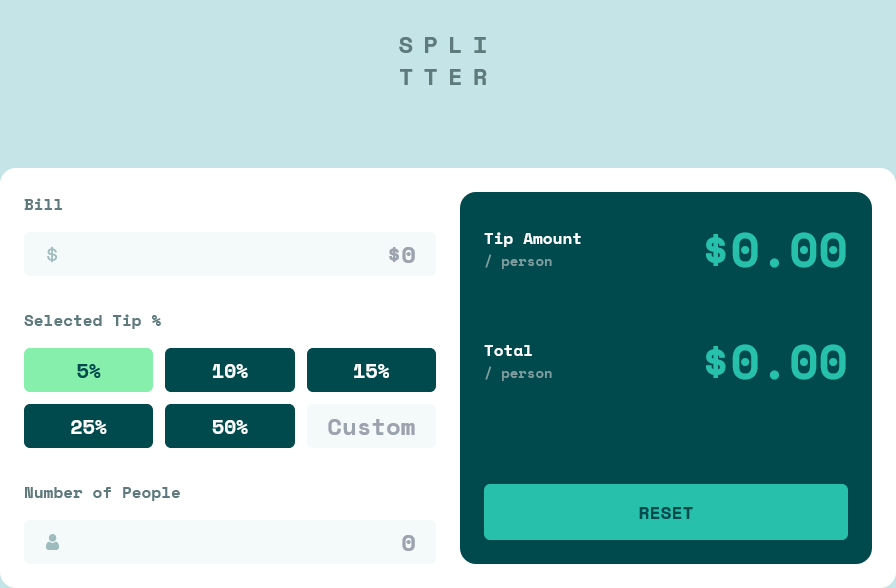 SPLI
TTER
Bill
$ $0
Selected Tip %
5% 10% 15%
25% 50% Custom
Number of People
0
Tip Amount
/ person
$0.00
Total
/ person
$0.00
RESET